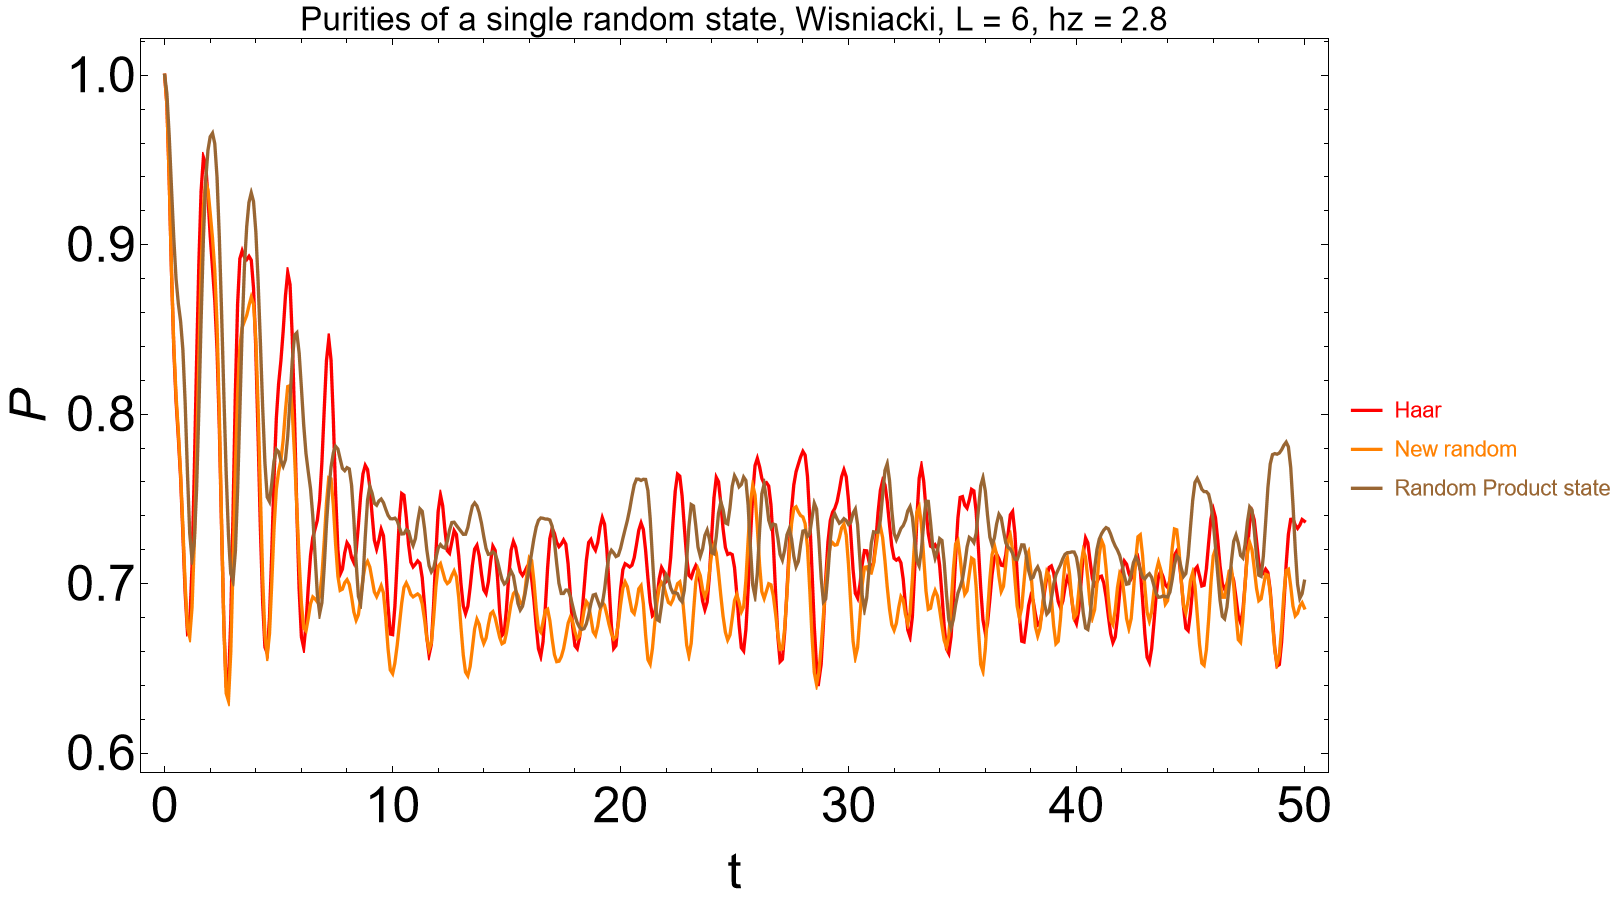 Purities of a single random state, Wisniacki, L = 6, hz = 2.8
1.0
0.9
0.8
0.7
0.6
P
0 10 20 30 40 50
t
Haar
New random
Random Product state